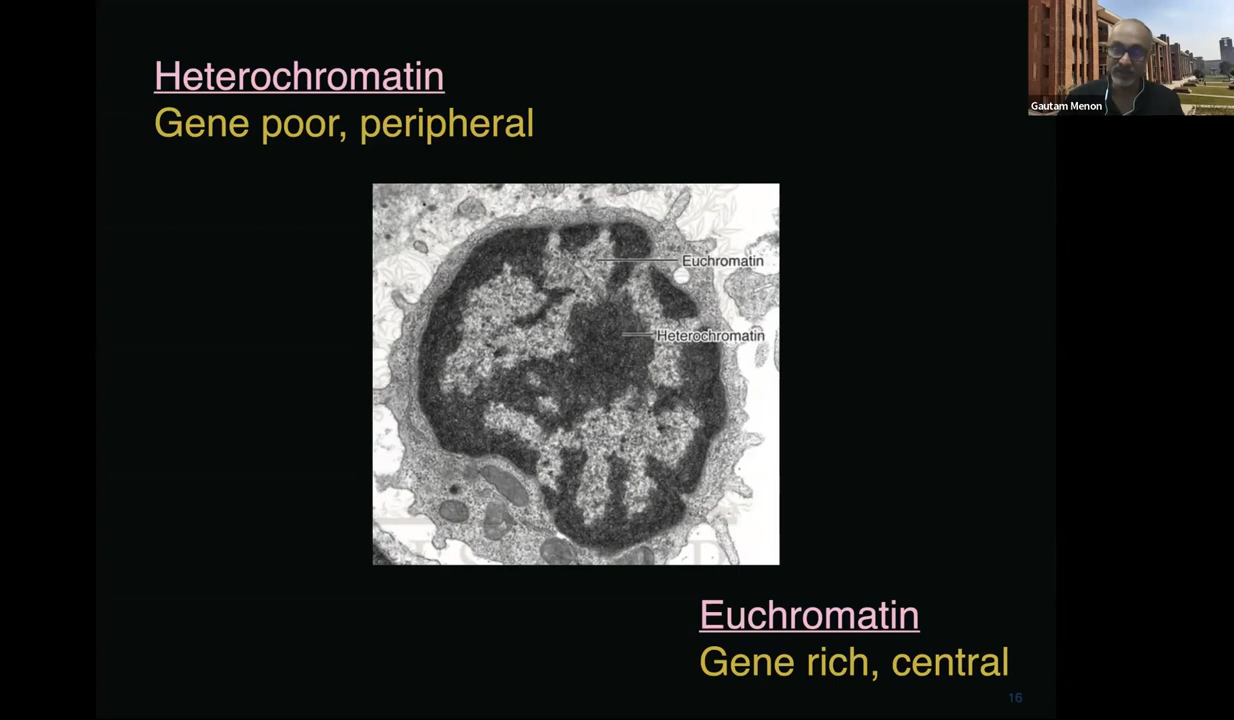 Heterochromatin
Gene poor, peripheral
Gautam Menon
Euchromatin
Heterochromatin
Euchromatin
Gene rich, central
16